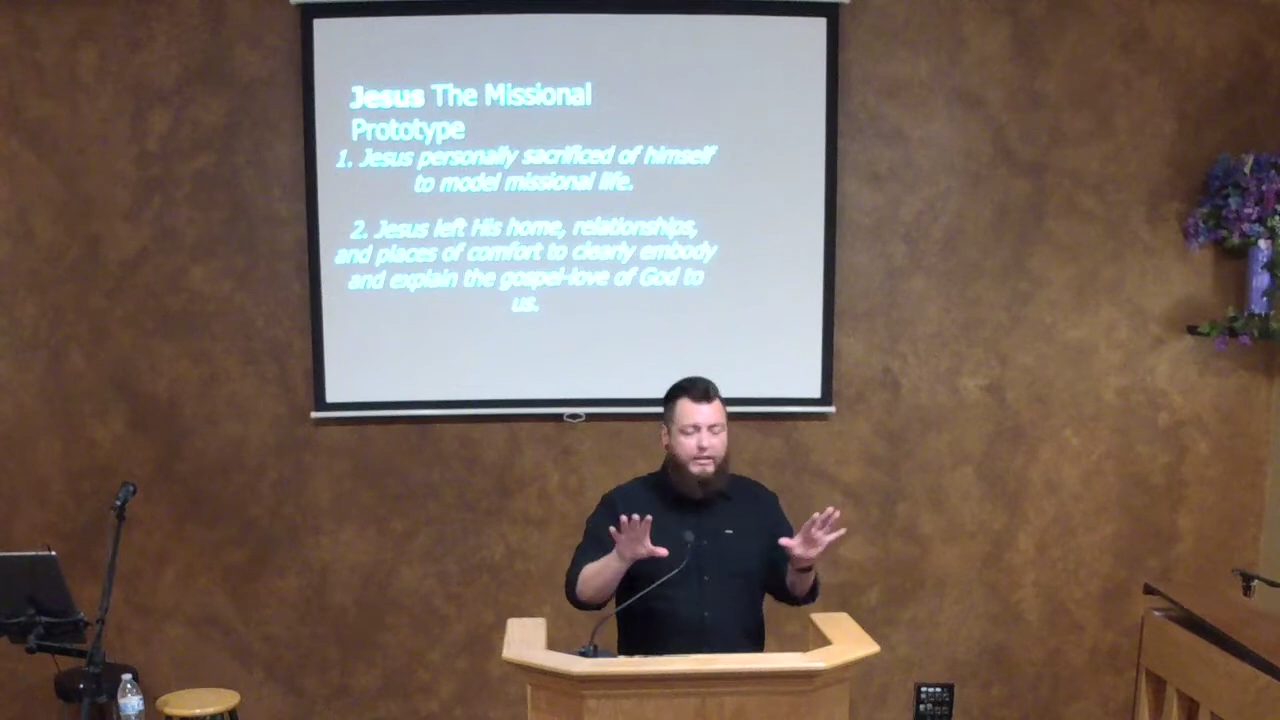 Jesus The Missional
Prototype
1. Jesus personally sacrificed of himself
to model missional life.
2. Jesus left His home, relationships,
and places of comfort to clearly embody
and explain the gospel-love of God to
us.